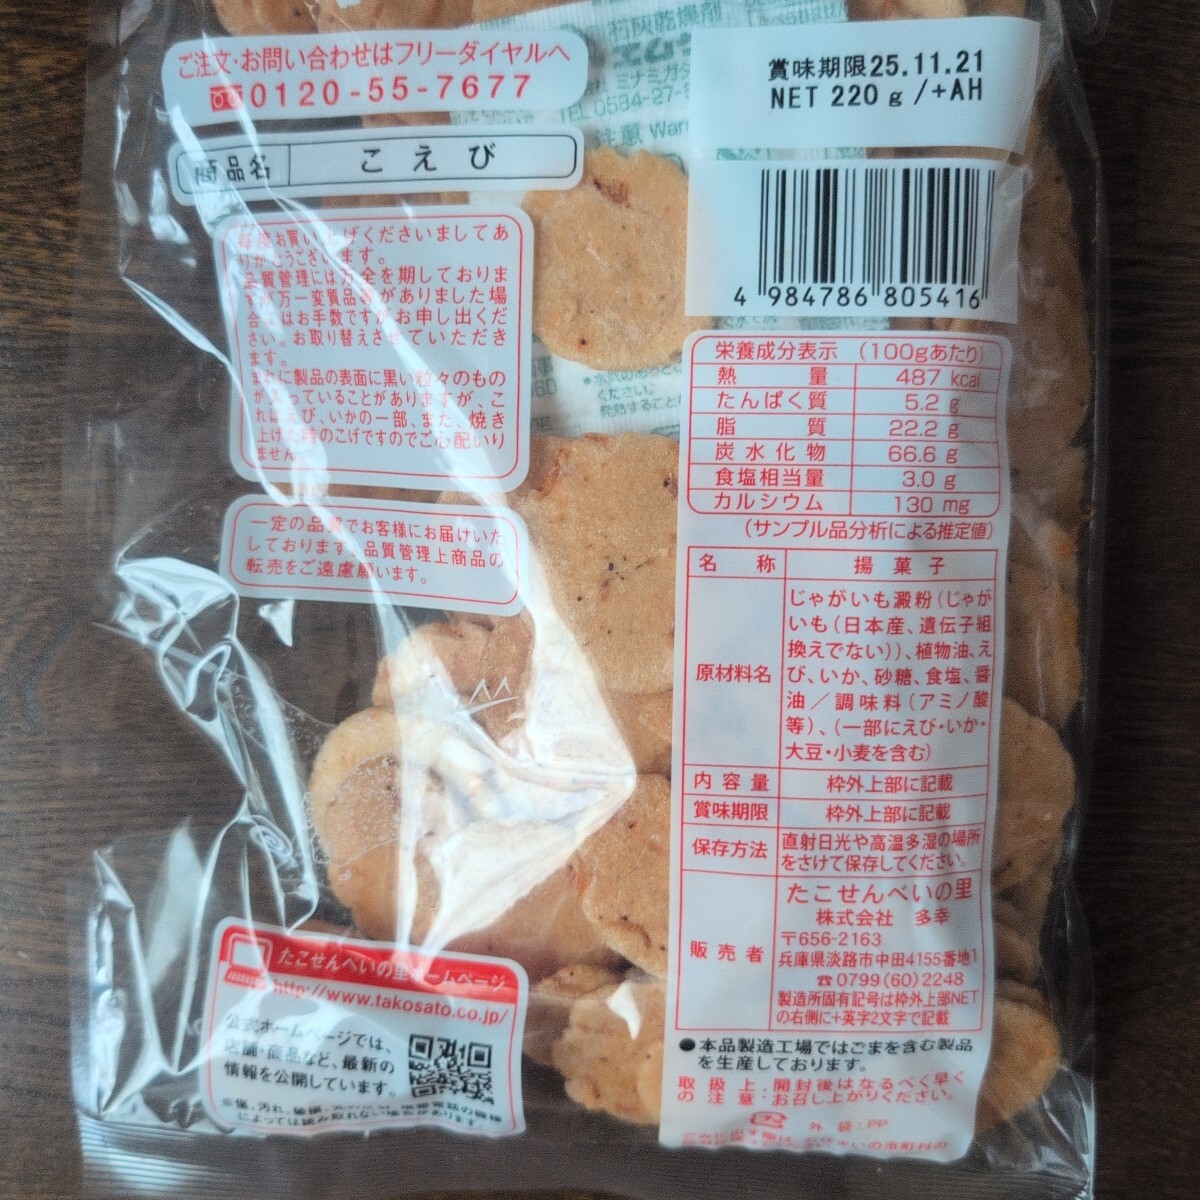 石灰乾燥剤
ご注文・お問い合わせはフリーダイヤルへ
0120-55-7677
TEL 0584-27-
注意
賞味期限25.11.21
NET 220g/+AH
商品名 こえび
4 984786 805416
毎度お買い上げくださいましてあ
りがとうございます。
品質管理には万全を期しておりま
すが万一変質品等がありました場
合にはお手数ですがお申し出くだ
さい。お取り替えさせていただき
ます。
まれに製品の表面に黒い粒々のもの
が入っていることがありますが、こ
れはえび、いかの一部、また、焼き
上げた時のこげですのでご心配いり
ません
一定の品質でお客様にお届けいた
しております。品質管理上商品の
転売をご遠慮願います。
栄養成分表示 (100gあたり)
熱量 487 kcal
たんぱく質 5.2 g
脂質 22.2 g
炭水化物 66.6 g
食塩相当量 3.0 g
カルシウム 130 mg
(サンプル品分析による推定値)
名称 揚菓子
原材料名 じゃがいも澱粉(じゃが
いも(日本産、遺伝子組
換えでない))、植物油、え
び、いか、砂糖、食塩、醤
油/調味料(アミノ酸
等)、(一部にえび・いか・
大豆・小麦を含む)
内容量 枠外上部に記載
賞味期限 枠外上部に記載
保存方法 直射日光や高温多湿の場所
をさけて保存してください。
販売者 たこせんべいの里
株式会社 多幸
〒656-2163
兵庫県淡路市中田4155番地1
☎0799(60)2248
製造所固有記号は枠外上部NET
の右側に+英字2文字で記載
●本品製造工場ではごまを含む製品
を生産しております。
取扱上の注意:開封後はなるべく早く
お召し上がりください。
外袋:PP
たこせんべいの里ホームページ
http://www.takosato.co.jp/
公式ホームページでは、
店舗・商品など、最新の
情報を公開しています。